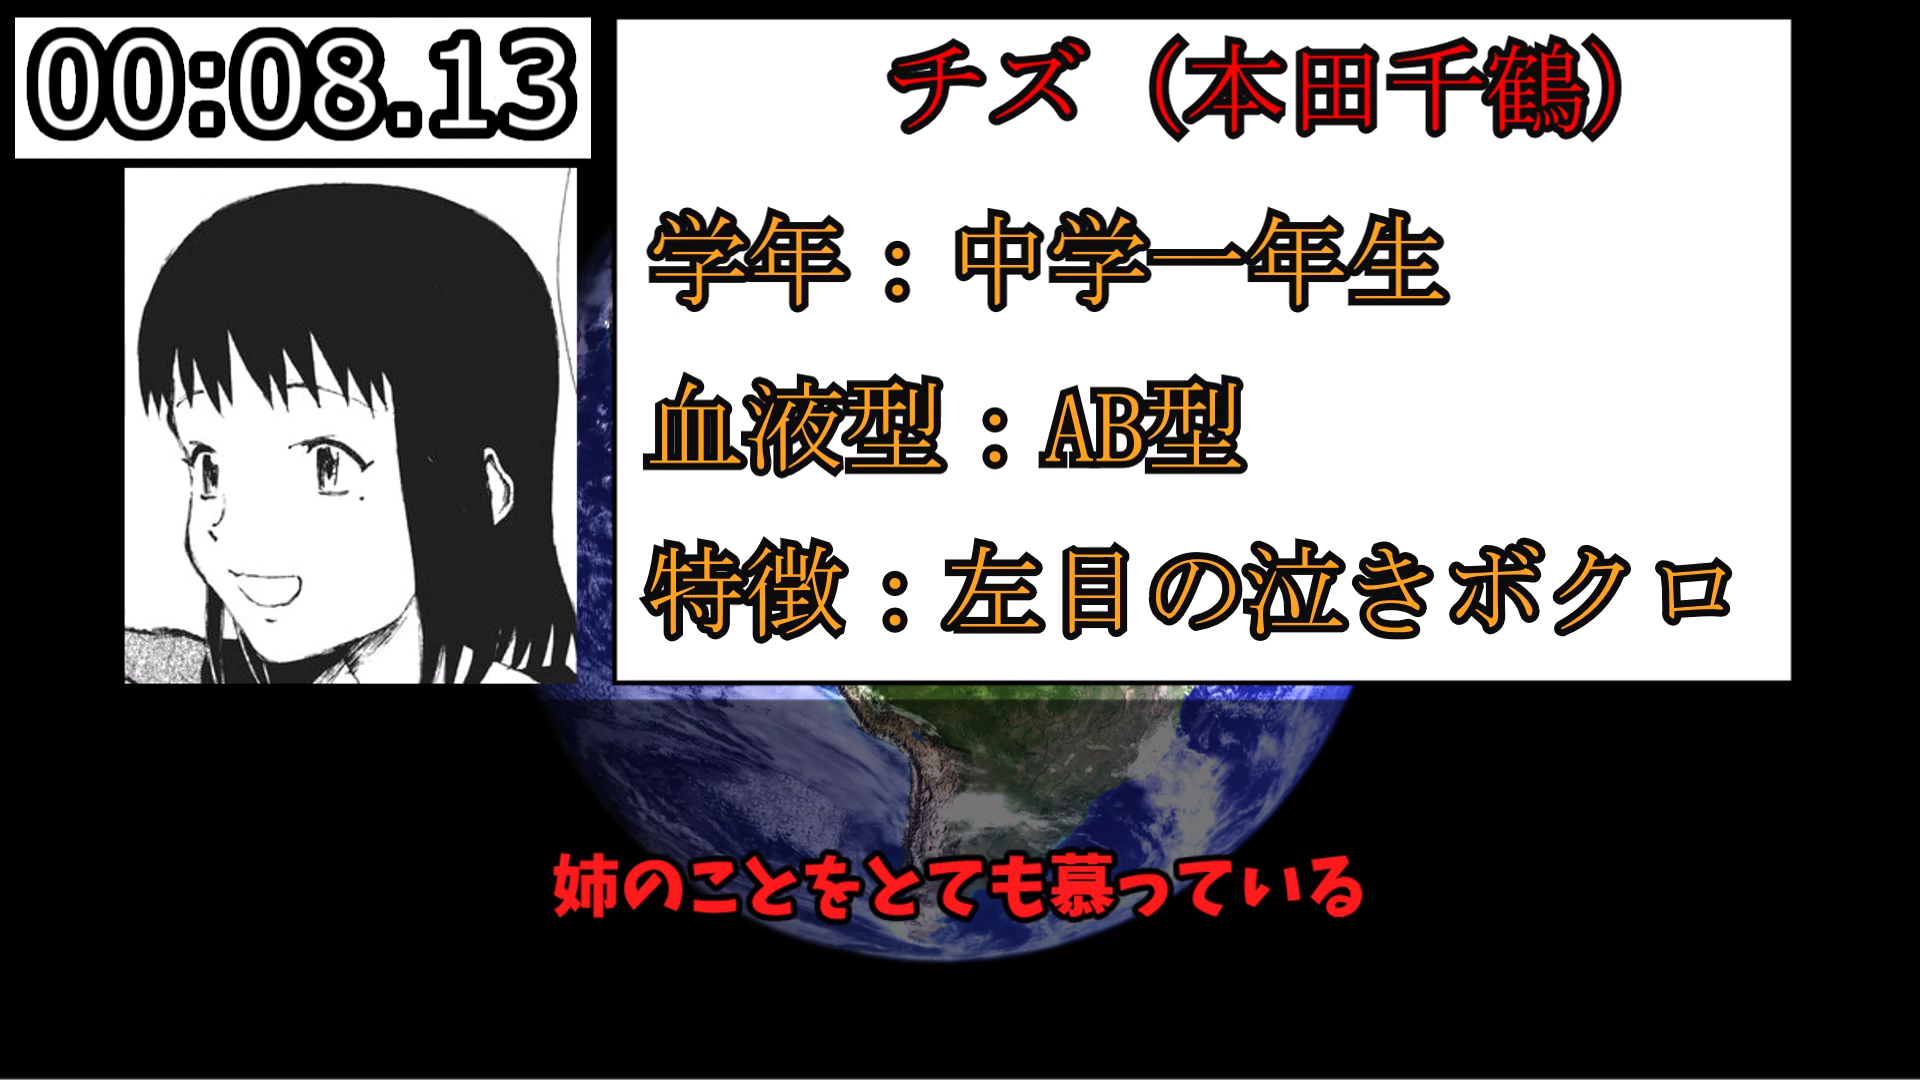 00:08.13
チズ（本田千鶴）
学年：中学一年生
血液型：AB型
特徴：左目の泣きボクロ
姉のことをとても慕っている